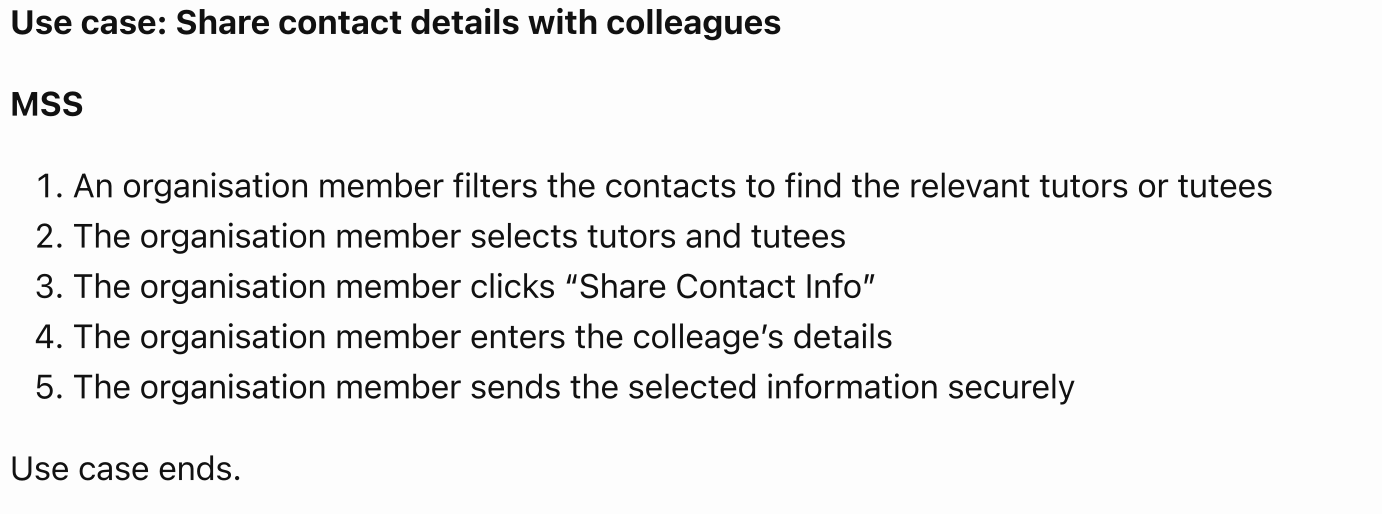 Use case: Share contact details with colleagues
MSS
1. An organisation member filters the contacts to find the relevant tutors or tutees
2. The organisation member selects tutors and tutees
3. The organisation member clicks “Share Contact Info”
4. The organisation member enters the colleage’s details
5. The organisation member sends the selected information securely
Use case ends.